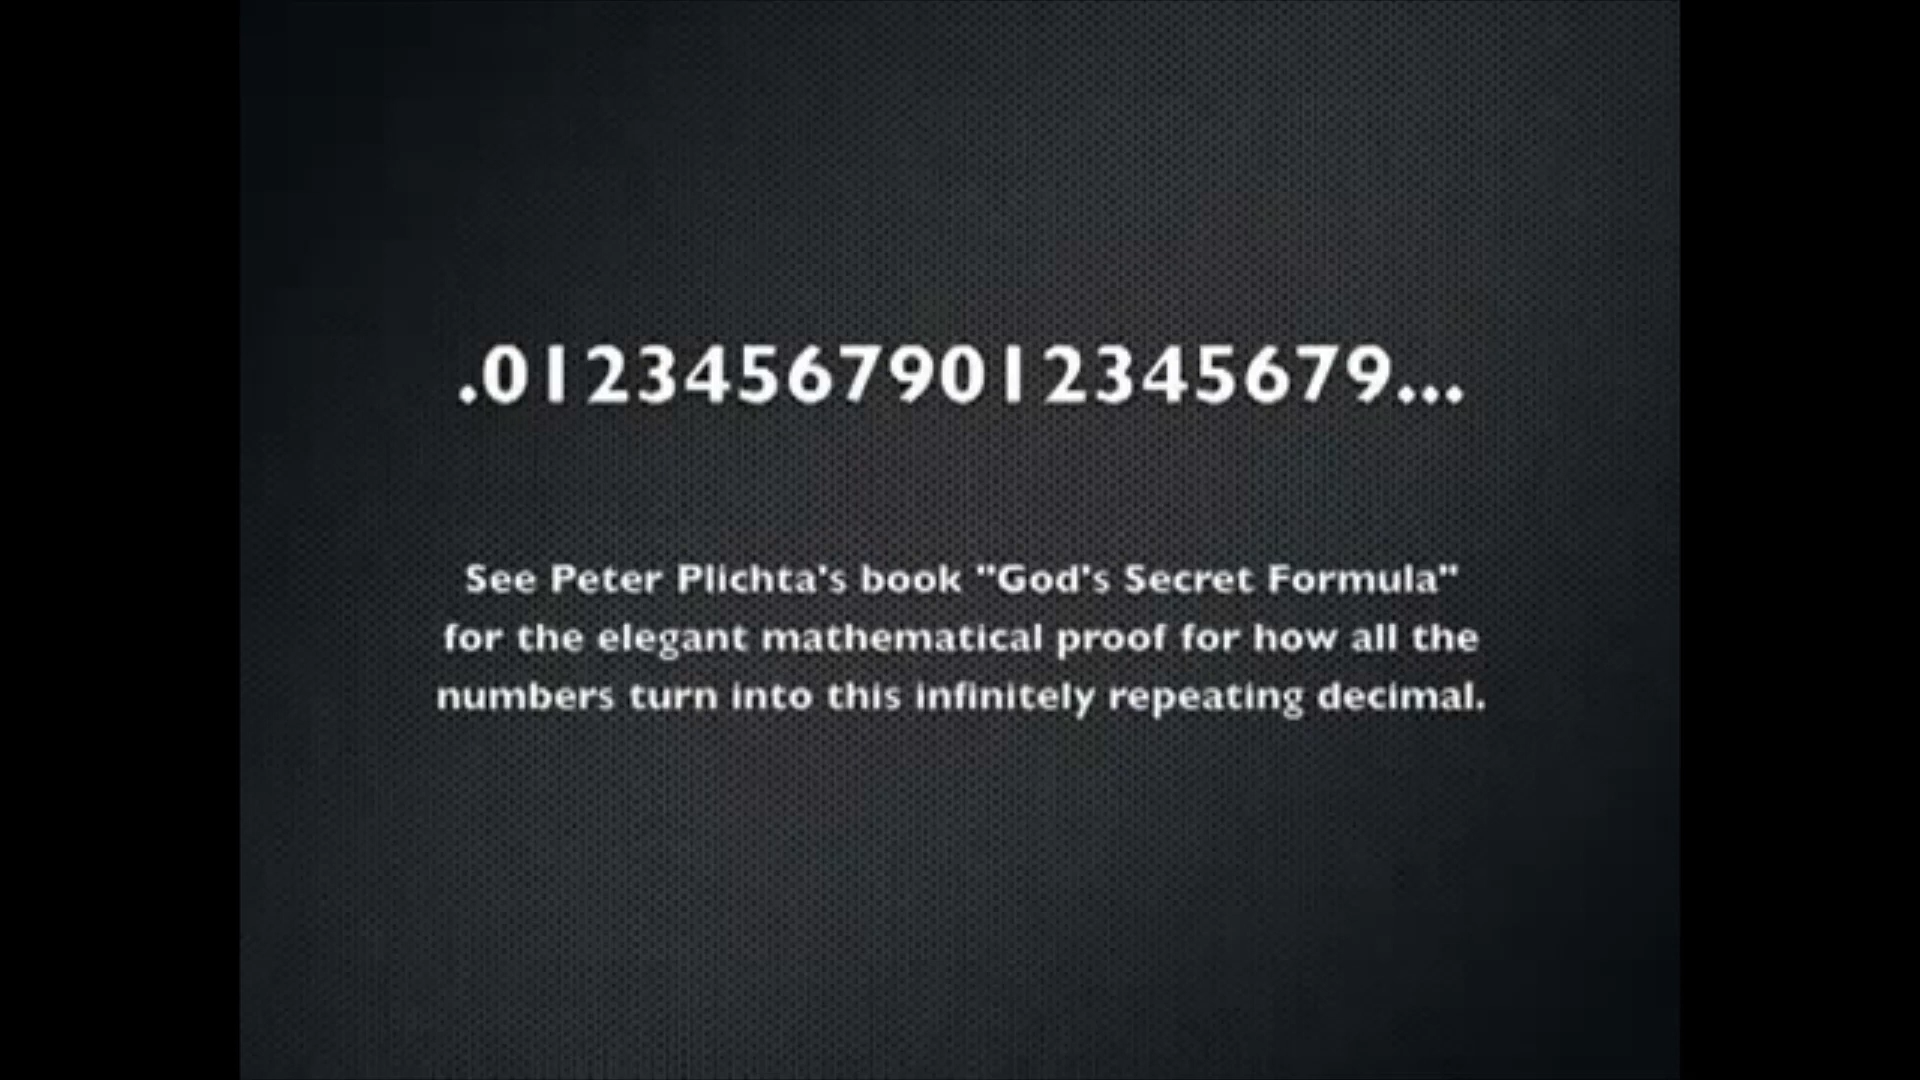 .012345679012345679...
See Peter Plichta's book "God's Secret Formula"
for the elegant mathematical proof for how all the
numbers turn into this infinitely repeating decimal.